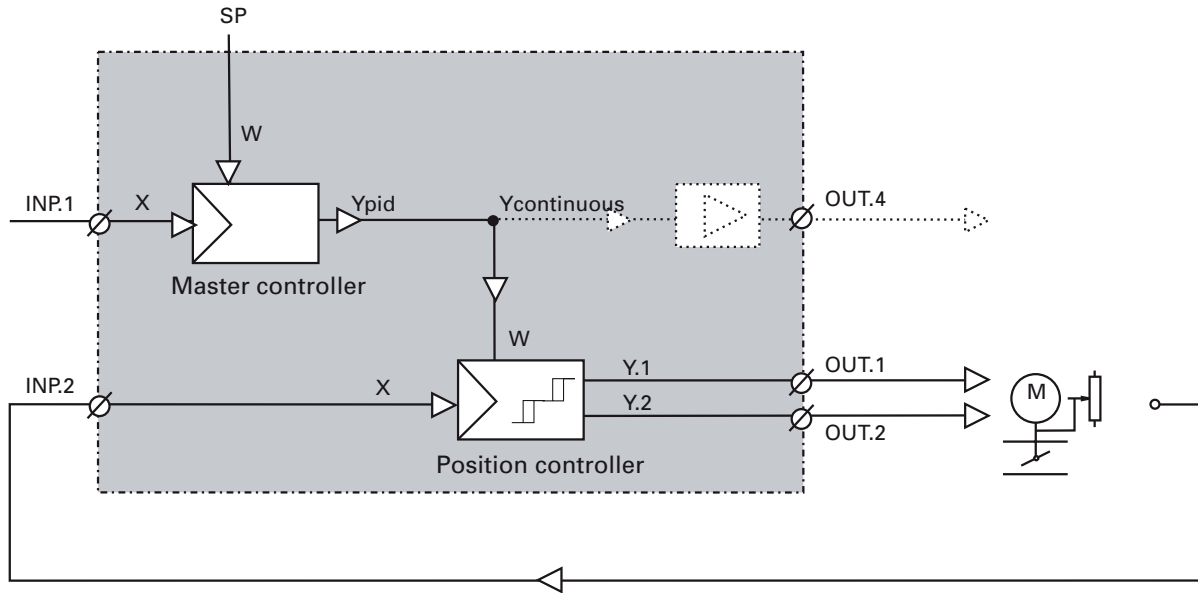 SP
W
INP.1
X
Ypid
Ycontinuous
OUT.4
Master controller
W
INP.2
X
Y.1
OUT.1
Y.2
OUT.2
M
Position controller